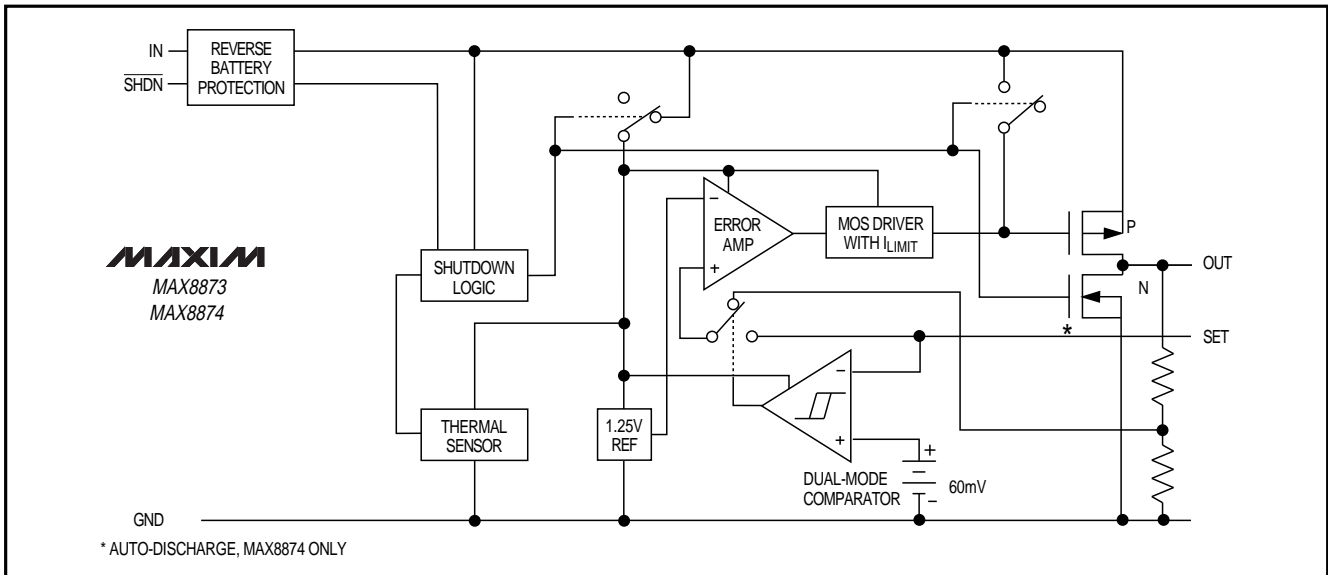 IN
SHDN
REVERSE
BATTERY
PROTECTION
MAXIM
MAX8873
MAX8874
SHUTDOWN
LOGIC
THERMAL
SENSOR
1.25V
REF
−
ERROR
AMP
+
MOS DRIVER
WITH ILIMIT
P
N
*
OUT
SET
−
+
DUAL-MODE
COMPARATOR
+
60mV
−
GND
* AUTO-DISCHARGE, MAX8874 ONLY